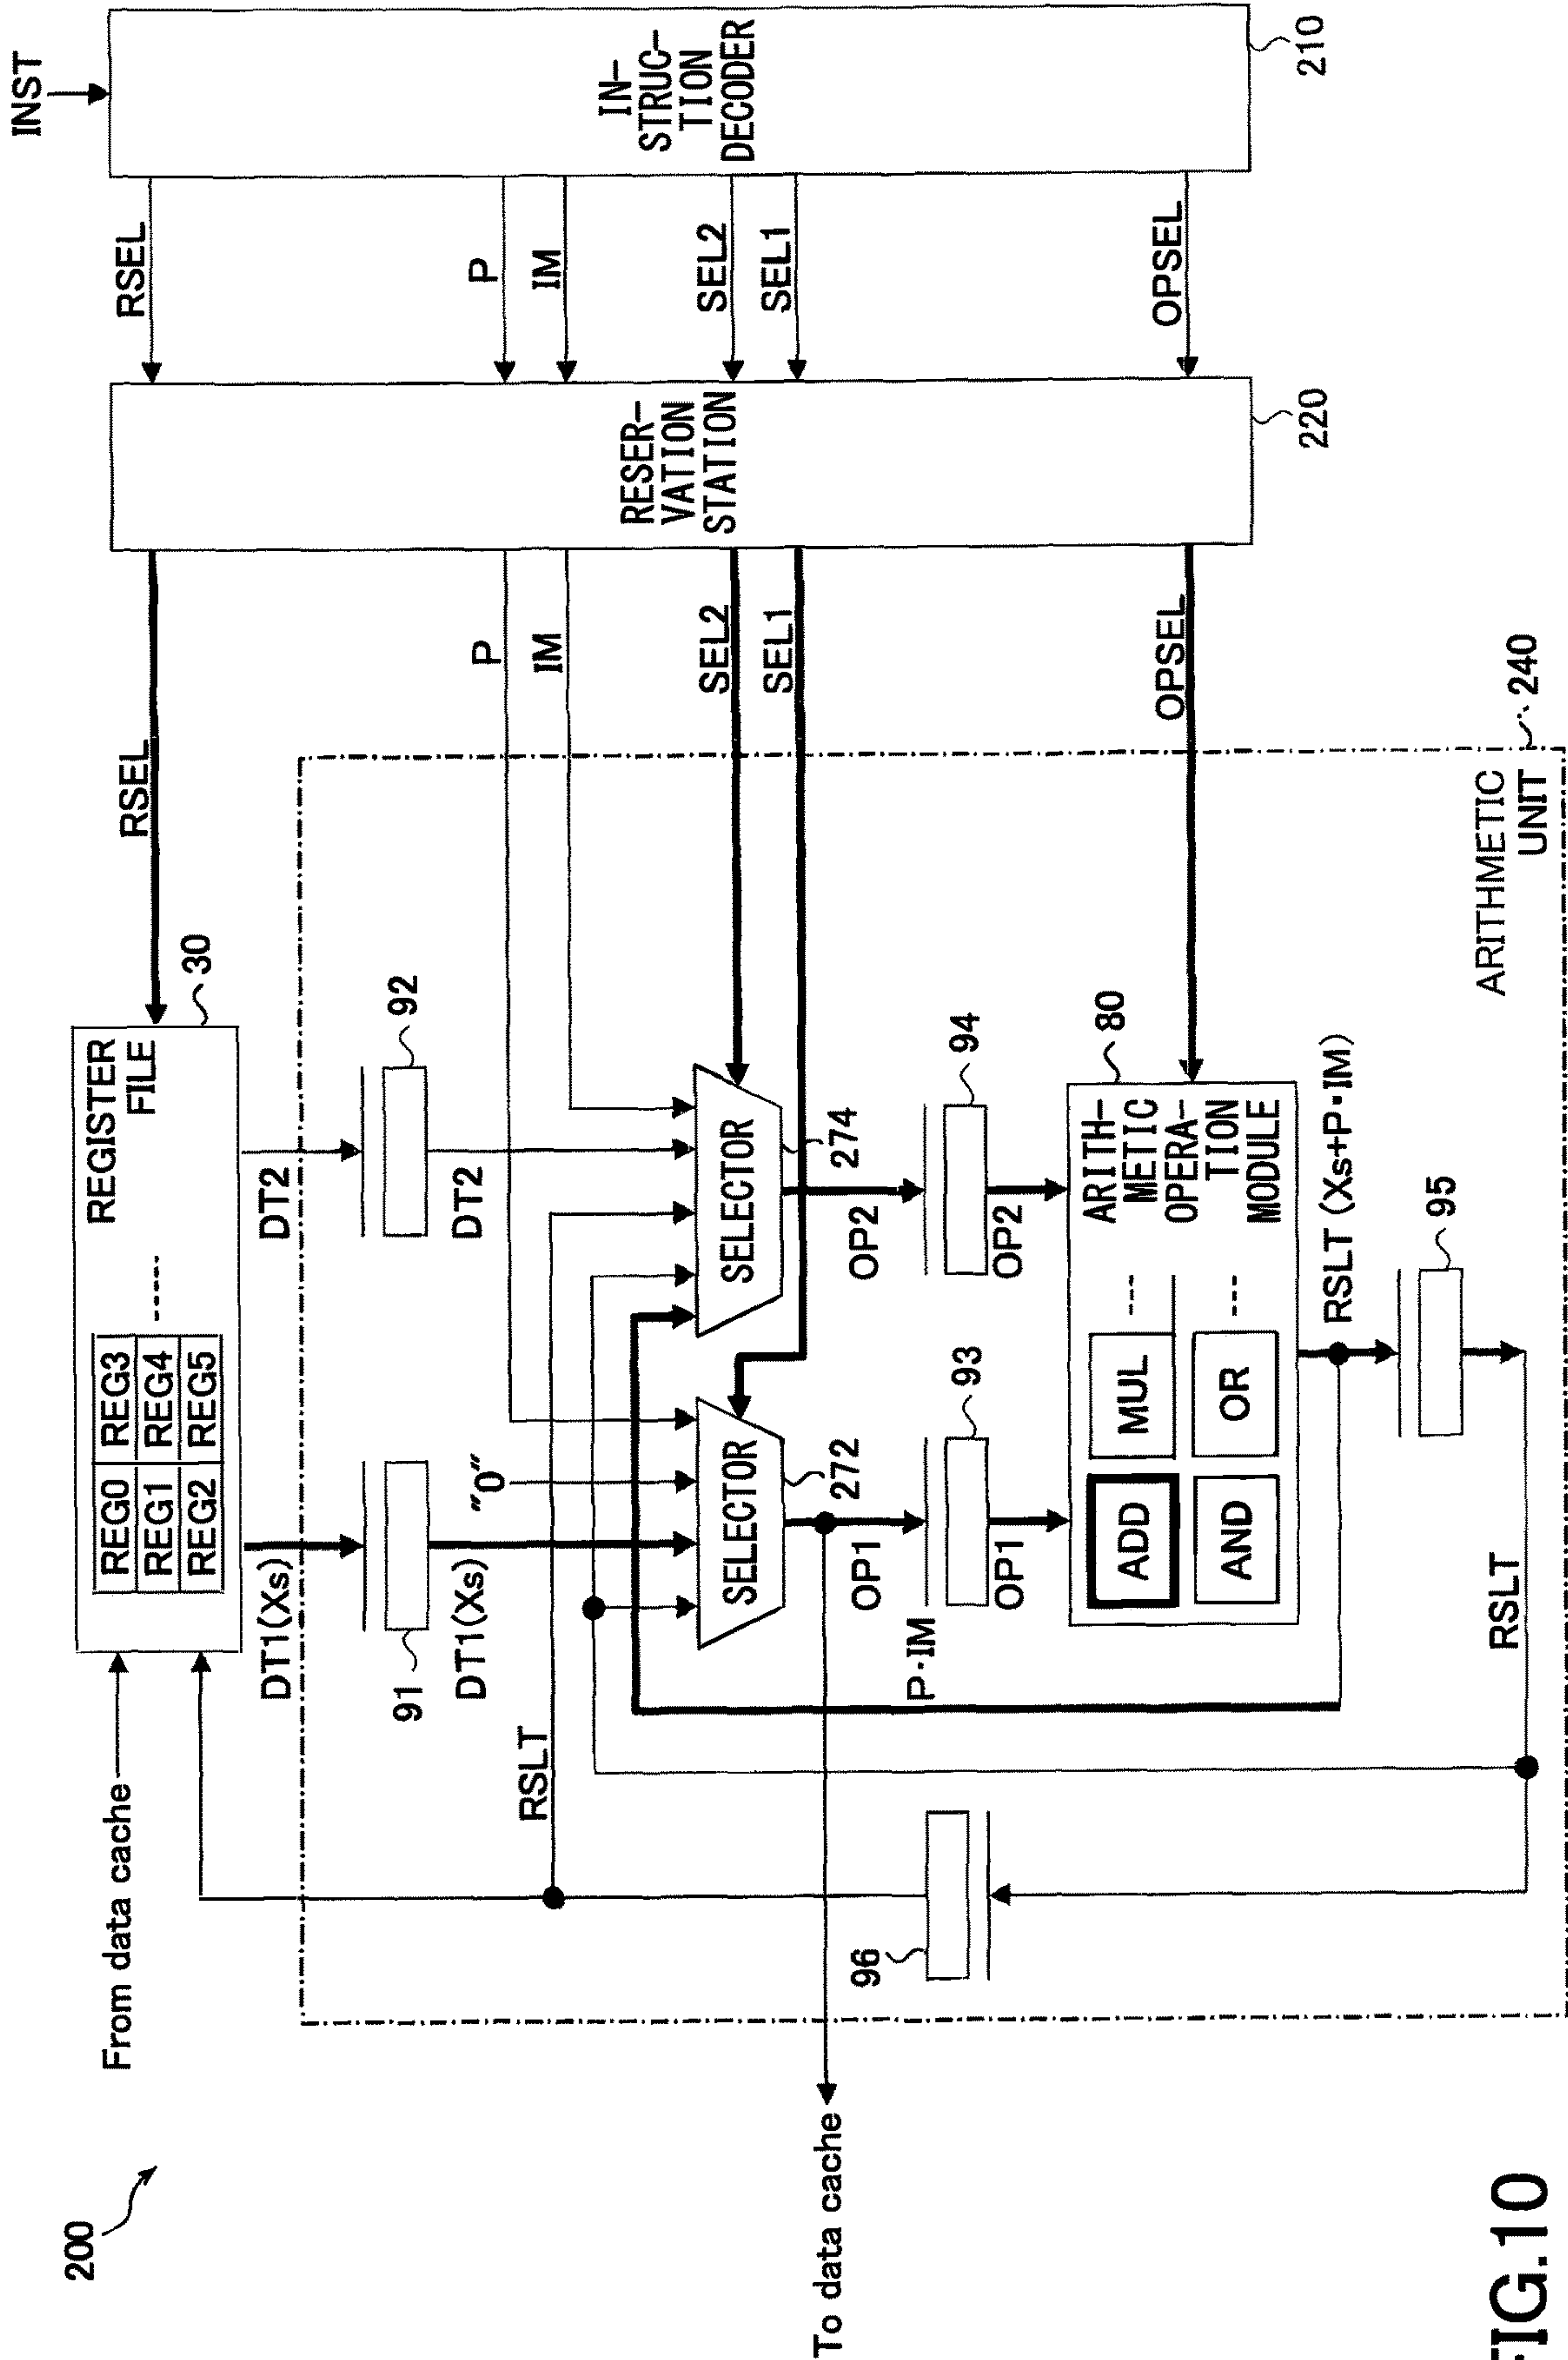 200
From data cache
To data cache
REGISTER
FILE
30
REG0
REG3
REG1
REG4
REG2
REG5
-----
RSEL
RSEL
INST
DT1(Xs)
DT2
91
92
DT1(Xs)
DT2
"0"
P
IM
P
IM
RSLT
SELECTOR
272
SELECTOR
274
SEL2
SEL1
SEL2
SEL1
RESER-
VATION
STATION
220
IN-
STRUC-
TION
DECODER
210
OP1
OP2
P·IM
93
94
96
OP1
OP2
80
ADD
MUL
---
AND
OR
---
ARITH-
METIC
OPERA-
TION
MODULE
OPSEL
OPSEL
RSLT (Xs+P·IM)
95
RSLT
ARITHMETIC
UNIT
240
FIG.10